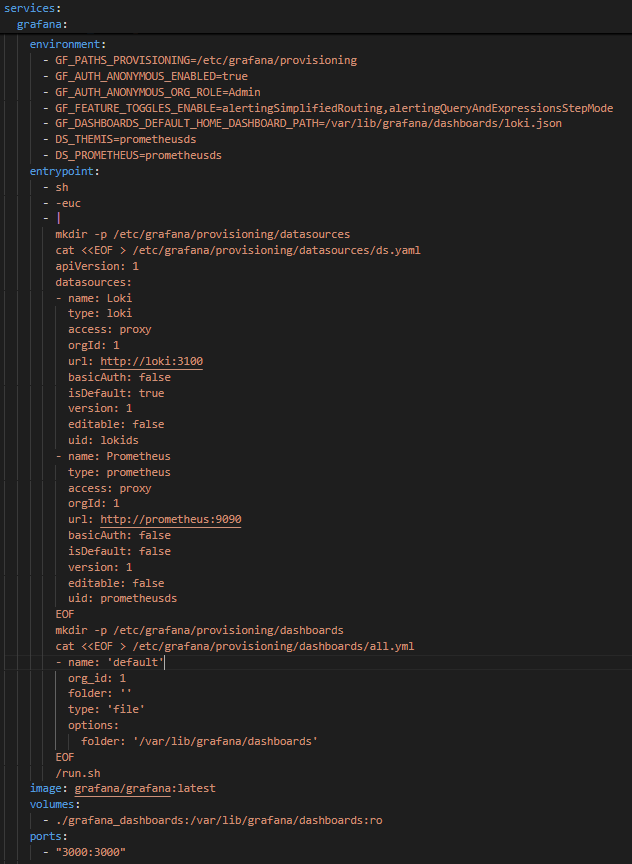 services:
  grafana:
    environment:
      - GF_PATHS_PROVISIONING=/etc/grafana/provisioning
      - GF_AUTH_ANONYMOUS_ENABLED=true
      - GF_AUTH_ANONYMOUS_ORG_ROLE=Admin
      - GF_FEATURE_TOGGLES_ENABLE=alertingSimplifiedRouting,alertingQueryAndExpressionsStepMode
      - GF_DASHBOARDS_DEFAULT_HOME_DASHBOARD_PATH=/var/lib/grafana/dashboards/loki.json
      - DS_THEMIS=prometheusds
      - DS_PROMETHEUS=prometheusds
    entrypoint:
      - sh
      - -euc
      - |
        mkdir -p /etc/grafana/provisioning/datasources
        cat <<EOF > /etc/grafana/provisioning/datasources/ds.yaml
        apiVersion: 1
        datasources:
        - name: Loki
          type: loki
          access: proxy
          orgId: 1
          url: http://loki:3100
          basicAuth: false
          isDefault: true
          version: 1
          editable: false
          uid: lokids
        - name: Prometheus
          type: prometheus
          access: proxy
          orgId: 1
          url: http://prometheus:9090
          basicAuth: false
          isDefault: false
          version: 1
          editable: false
          uid: prometheusds
        EOF
        mkdir -p /etc/grafana/provisioning/dashboards
        cat <<EOF > /etc/grafana/provisioning/dashboards/all.yml
        - name: 'default'
          org_id: 1
          folder: ''
          type: 'file'
          options:
            folder: '/var/lib/grafana/dashboards'
        EOF
        /run.sh
    image: grafana/grafana:latest
    volumes:
      - ./grafana_dashboards:/var/lib/grafana/dashboards:ro
    ports:
      - "3000:3000"